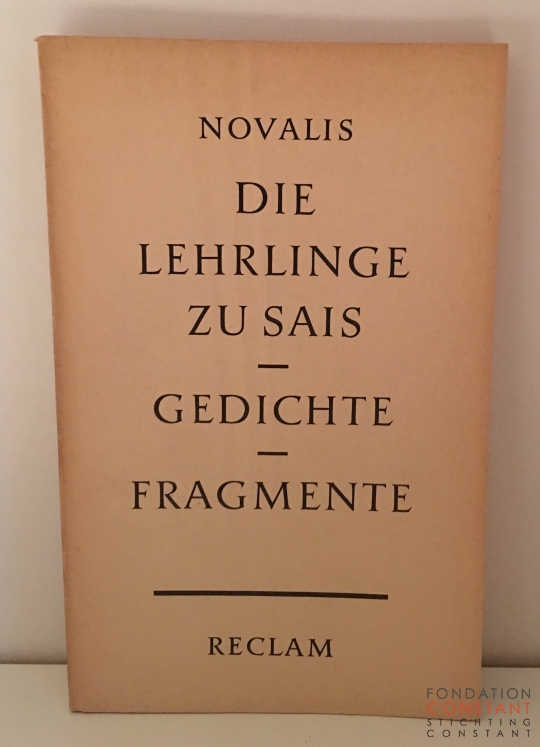 NOVALIS
DIE
LEHRLINGE
ZU SAIS
—
GEDICHTE
—
FRAGMENTE
RECLAM
FONDATION
CONSTANT
STICHTING
CONSTANT